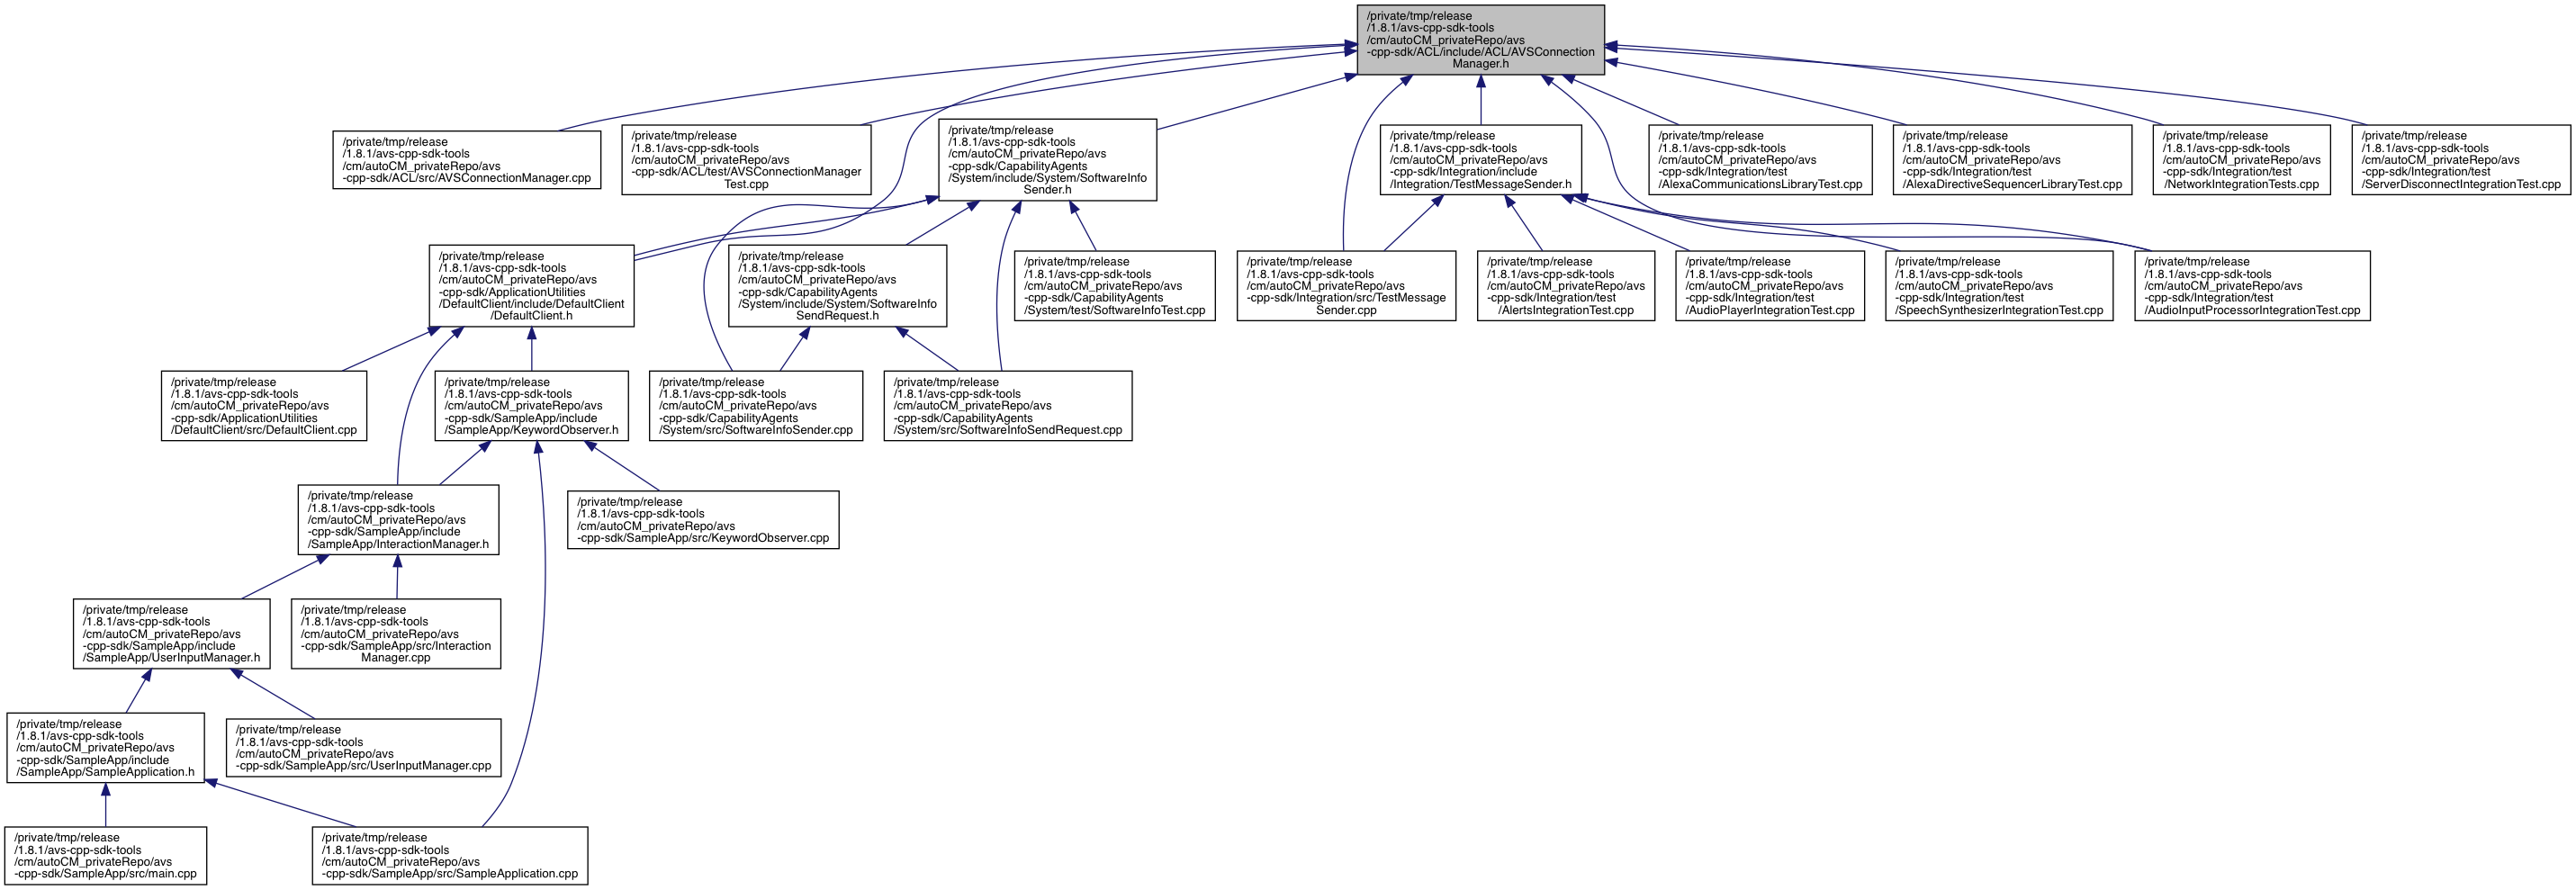 /private/tmp/release
/1.8.1/avs-cpp-sdk-tools
/cm/autoCM_privateRepo/avs
-cpp-sdk/ACL/include/ACL/AVSConnection
Manager.h
/private/tmp/release
/1.8.1/avs-cpp-sdk-tools
/cm/autoCM_privateRepo/avs
-cpp-sdk/ACL/src/AVSConnectionManager.cpp
/private/tmp/release
/1.8.1/avs-cpp-sdk-tools
/cm/autoCM_privateRepo/avs
-cpp-sdk/ACL/test/AVSConnectionManager
Test.cpp
/private/tmp/release
/1.8.1/avs-cpp-sdk-tools
/cm/autoCM_privateRepo/avs
-cpp-sdk/CapabilityAgents
/System/include/System/SoftwareInfo
Sender.h
/private/tmp/release
/1.8.1/avs-cpp-sdk-tools
/cm/autoCM_privateRepo/avs
-cpp-sdk/Integration/include
/Integration/TestMessageSender.h
/private/tmp/release
/1.8.1/avs-cpp-sdk-tools
/cm/autoCM_privateRepo/avs
-cpp-sdk/Integration/test
/AlexaCommunicationsLibraryTest.cpp
/private/tmp/release
/1.8.1/avs-cpp-sdk-tools
/cm/autoCM_privateRepo/avs
-cpp-sdk/Integration/test
/AlexaDirectiveSequencerLibraryTest.cpp
/private/tmp/release
/1.8.1/avs-cpp-sdk-tools
/cm/autoCM_privateRepo/avs
-cpp-sdk/Integration/test
/NetworkIntegrationTests.cpp
/private/tmp/release
/1.8.1/avs-cpp-sdk-tools
/cm/autoCM_privateRepo/avs
-cpp-sdk/Integration/test
/ServerDisconnectIntegrationTest.cpp
/private/tmp/release
/1.8.1/avs-cpp-sdk-tools
/cm/autoCM_privateRepo/avs
-cpp-sdk/ApplicationUtilities
/DefaultClient/include/DefaultClient
/DefaultClient.h
/private/tmp/release
/1.8.1/avs-cpp-sdk-tools
/cm/autoCM_privateRepo/avs
-cpp-sdk/CapabilityAgents
/System/include/System/SoftwareInfo
SendRequest.h
/private/tmp/release
/1.8.1/avs-cpp-sdk-tools
/cm/autoCM_privateRepo/avs
-cpp-sdk/CapabilityAgents
/System/test/SoftwareInfoTest.cpp
/private/tmp/release
/1.8.1/avs-cpp-sdk-tools
/cm/autoCM_privateRepo/avs
-cpp-sdk/Integration/src/TestMessage
Sender.cpp
/private/tmp/release
/1.8.1/avs-cpp-sdk-tools
/cm/autoCM_privateRepo/avs
-cpp-sdk/Integration/test
/AlertsIntegrationTest.cpp
/private/tmp/release
/1.8.1/avs-cpp-sdk-tools
/cm/autoCM_privateRepo/avs
-cpp-sdk/Integration/test
/AudioPlayerIntegrationTest.cpp
/private/tmp/release
/1.8.1/avs-cpp-sdk-tools
/cm/autoCM_privateRepo/avs
-cpp-sdk/Integration/test
/SpeechSynthesizerIntegrationTest.cpp
/private/tmp/release
/1.8.1/avs-cpp-sdk-tools
/cm/autoCM_privateRepo/avs
-cpp-sdk/Integration/test
/AudioInputProcessorIntegrationTest.cpp
/private/tmp/release
/1.8.1/avs-cpp-sdk-tools
/cm/autoCM_privateRepo/avs
-cpp-sdk/ApplicationUtilities
/DefaultClient/src/DefaultClient.cpp
/private/tmp/release
/1.8.1/avs-cpp-sdk-tools
/cm/autoCM_privateRepo/avs
-cpp-sdk/SampleApp/include
/SampleApp/KeywordObserver.h
/private/tmp/release
/1.8.1/avs-cpp-sdk-tools
/cm/autoCM_privateRepo/avs
-cpp-sdk/CapabilityAgents
/System/src/SoftwareInfoSender.cpp
/private/tmp/release
/1.8.1/avs-cpp-sdk-tools
/cm/autoCM_privateRepo/avs
-cpp-sdk/CapabilityAgents
/System/src/SoftwareInfoSendRequest.cpp
/private/tmp/release
/1.8.1/avs-cpp-sdk-tools
/cm/autoCM_privateRepo/avs
-cpp-sdk/SampleApp/include
/SampleApp/InteractionManager.h
/private/tmp/release
/1.8.1/avs-cpp-sdk-tools
/cm/autoCM_privateRepo/avs
-cpp-sdk/SampleApp/src/KeywordObserver.cpp
/private/tmp/release
/1.8.1/avs-cpp-sdk-tools
/cm/autoCM_privateRepo/avs
-cpp-sdk/SampleApp/include
/SampleApp/UserInputManager.h
/private/tmp/release
/1.8.1/avs-cpp-sdk-tools
/cm/autoCM_privateRepo/avs
-cpp-sdk/SampleApp/src/Interaction
Manager.cpp
/private/tmp/release
/1.8.1/avs-cpp-sdk-tools
/cm/autoCM_privateRepo/avs
-cpp-sdk/SampleApp/include
/SampleApp/SampleApplication.h
/private/tmp/release
/1.8.1/avs-cpp-sdk-tools
/cm/autoCM_privateRepo/avs
-cpp-sdk/SampleApp/src/UserInputManager.cpp
/private/tmp/release
/1.8.1/avs-cpp-sdk-tools
/cm/autoCM_privateRepo/avs
-cpp-sdk/SampleApp/src/main.cpp
/private/tmp/release
/1.8.1/avs-cpp-sdk-tools
/cm/autoCM_privateRepo/avs
-cpp-sdk/SampleApp/src/SampleApplication.cpp